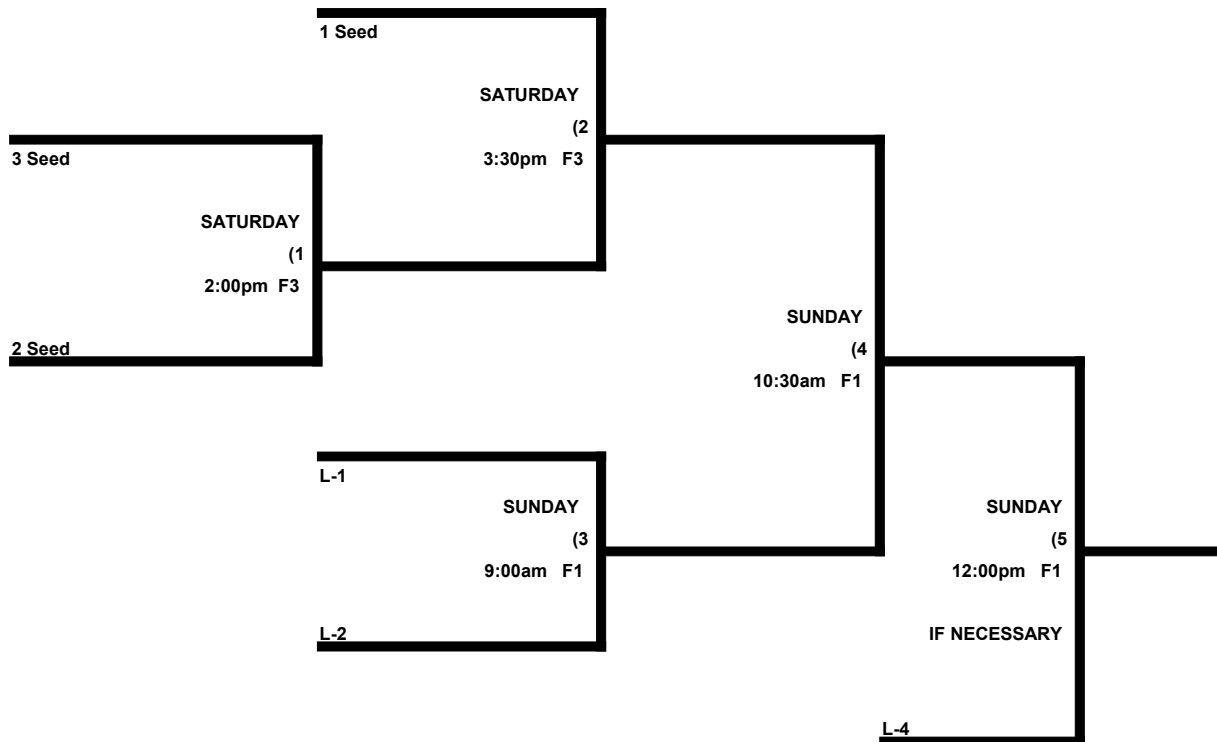 1 Seed
SATURDAY
(2
3:30pm F3
3 Seed
SATURDAY
(1
2:00pm F3
2 Seed
SUNDAY
(4
10:30am F1
L-1
SUNDAY
(3
9:00am F1
L-2
SUNDAY
(5
12:00pm F1
IF NECESSARY
L-4